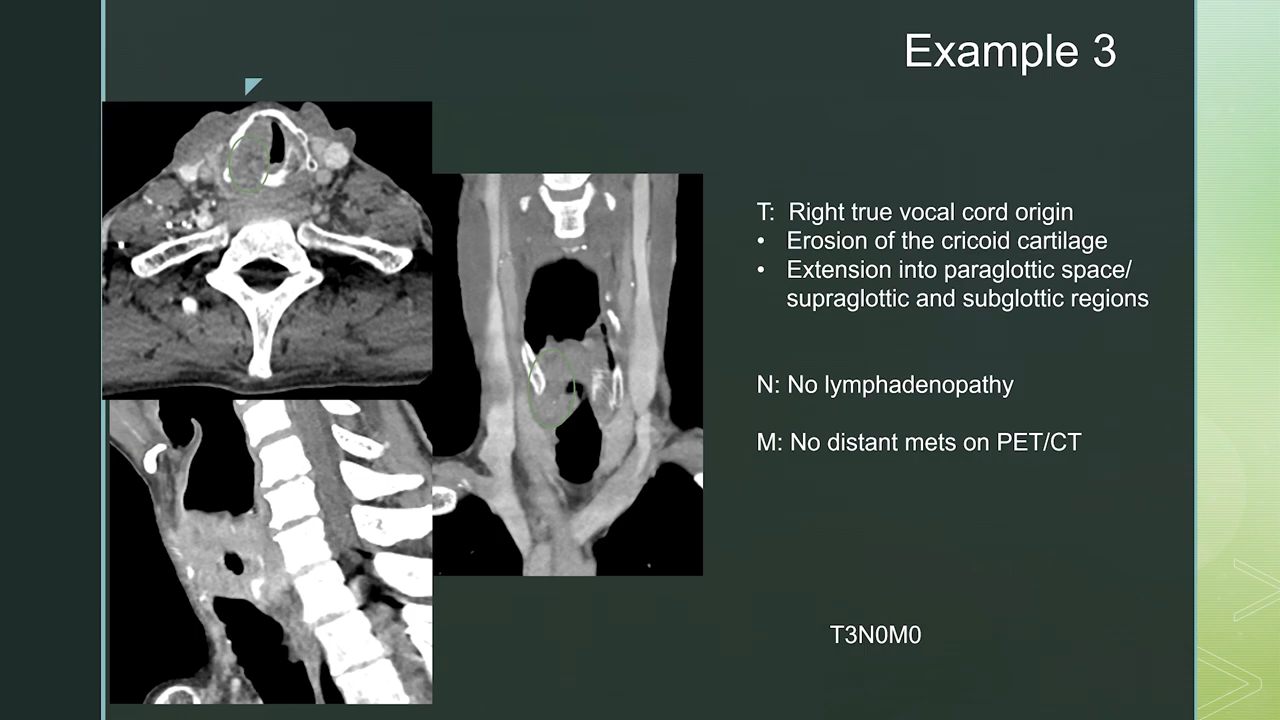 Example 3
T: Right true vocal cord origin
• Erosion of the cricoid cartilage
• Extension into paraglottic space/
supraglottic and subglottic regions
N: No lymphadenopathy
M: No distant mets on PET/CT
T3N0M0